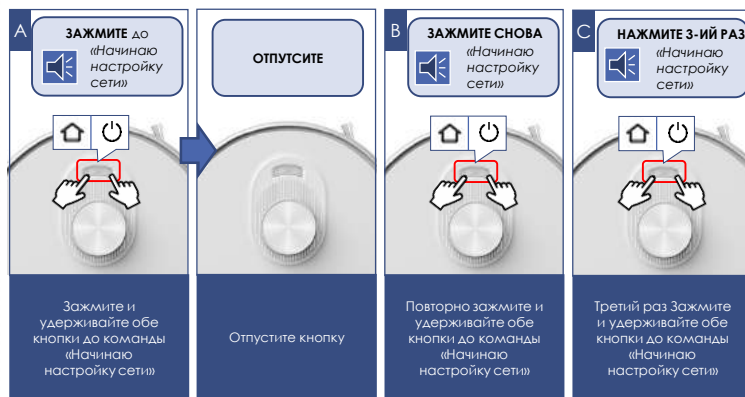 A
ЗАЖМИТЕ до
«Начинаю
настройку
сети»
Зажмите и
удерживайте обе
кнопки до команды
«Начинаю
настройку сети»
ОТПУТСИТЕ
Отпустите кнопку
B
ЗАЖМИТЕ СНОВА
«Начинаю
настройку
сети»
Повторно зажмите и
удерживайте обе
кнопки до команды
«Начинаю
настройку сети»
C
НАЖМИТЕ 3-ИЙ РАЗ
«Начинаю
настройку
сети»
Третий раз Зажмите
и удерживайте обе
кнопки до команды
«Начинаю
настройку сети»